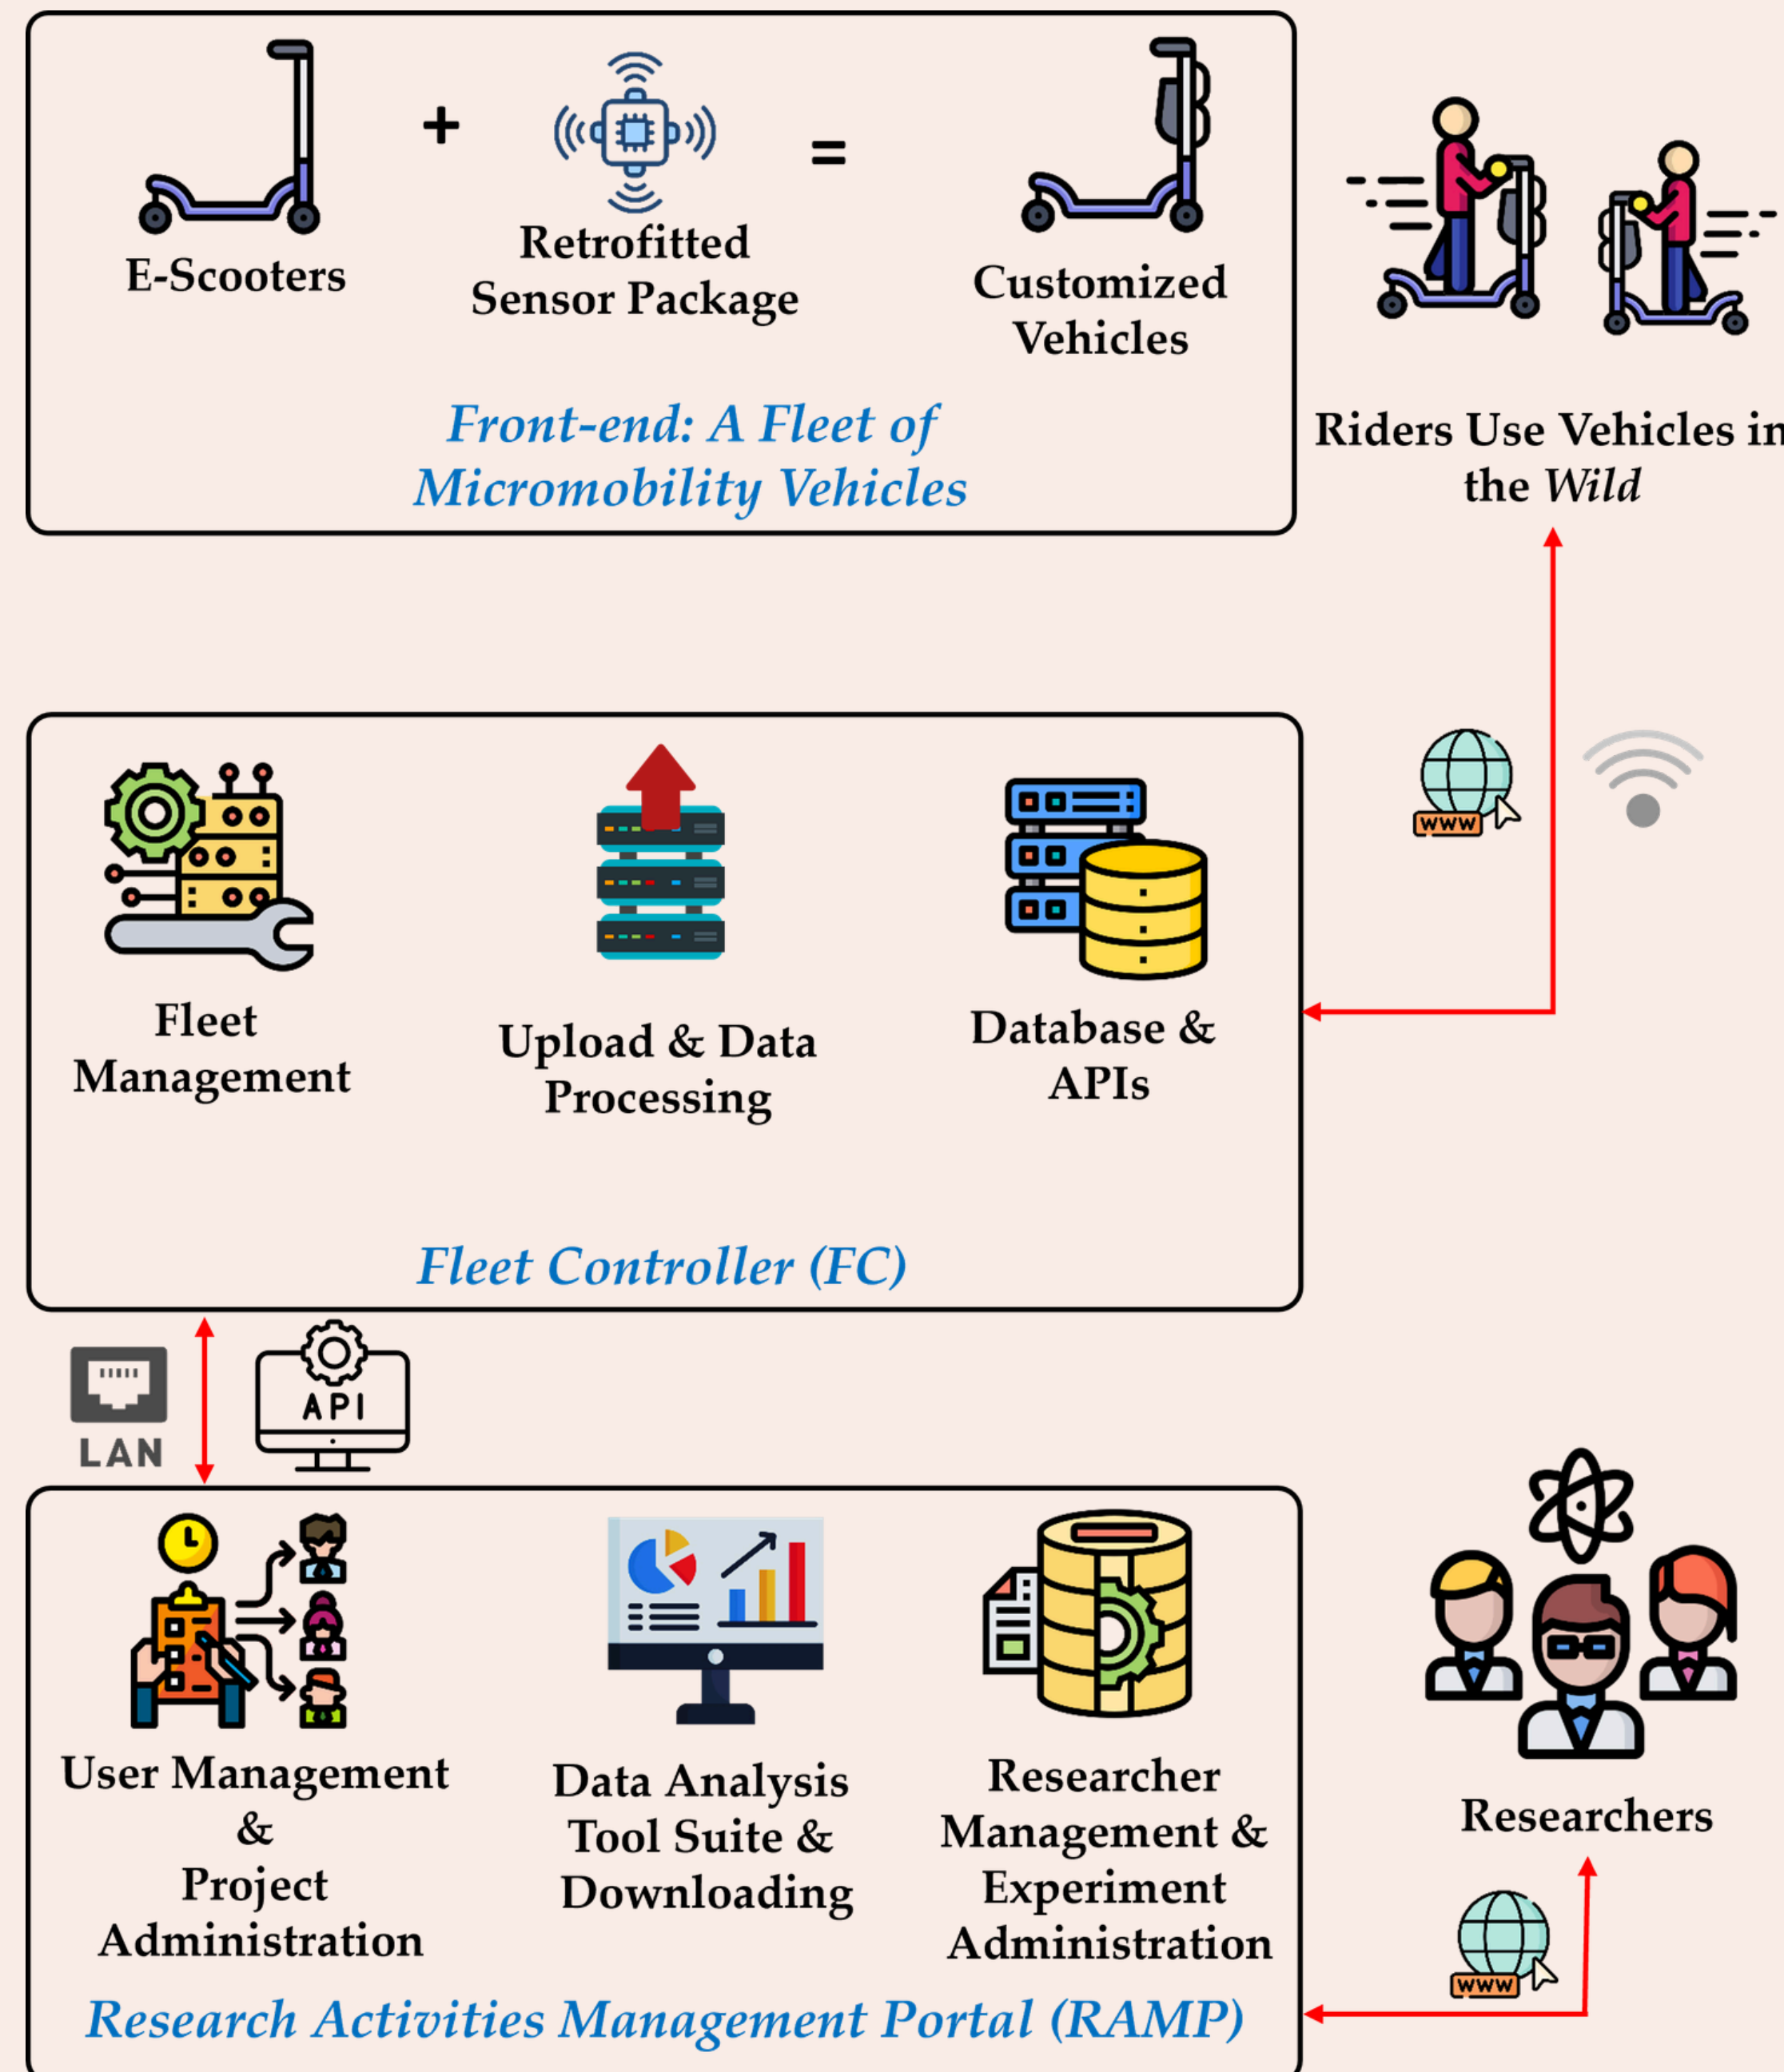 +
=
E-Scooters
Retrofitted
Sensor Package
Customized
Vehicles
Front-end: A Fleet of
Micromobility Vehicles
Riders Use Vehicles in
the Wild
www
Fleet
Management
Upload & Data
Processing
Database &
APIs
Fleet Controller (FC)
LAN
API
User Management
&
Project
Administration
Data Analysis
Tool Suite &
Downloading
Researcher
Management &
Experiment
Administration
Research Activities Management Portal (RAMP)
Researchers
www